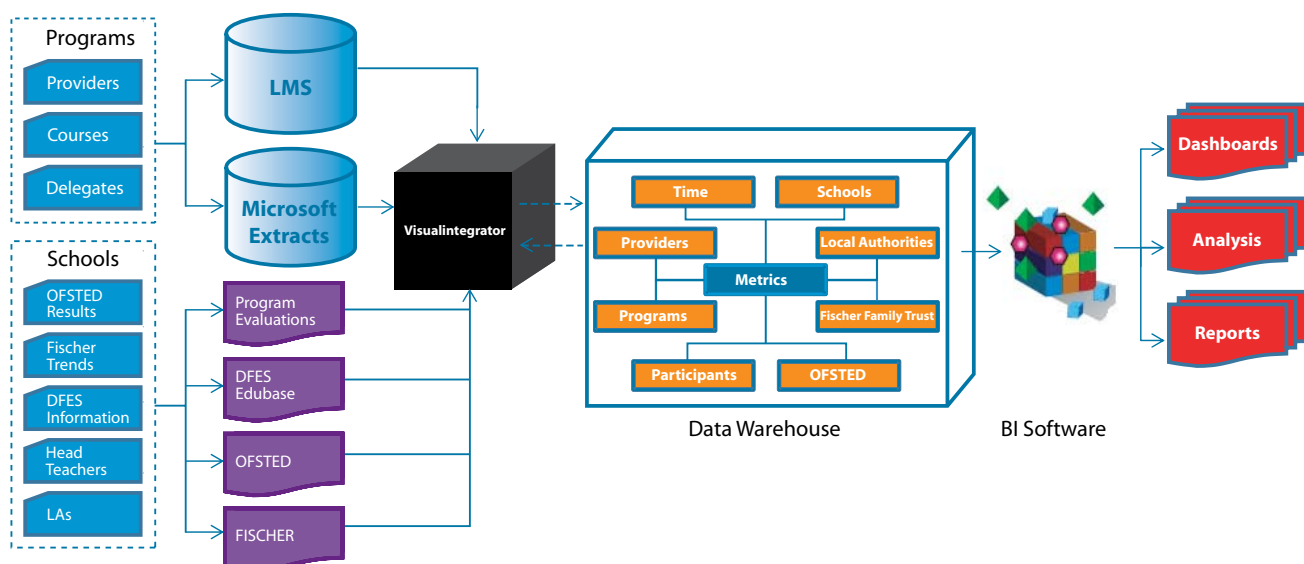 Programs
Providers
Courses
Delegates
Schools
OFSTED
Results
Fischer
Trends
DFES
Information
Head
Teachers
LAs
LMS
Microsoft
Extracts
Program
Evaluations
DFES
Edubase
OFSTED
FISCHER
Visualintegrator
Time
Schools
Providers
Local Authorities
Metrics
Programs
Fischer Family Trust
Participants
OFSTED
Data Warehouse
BI Software
Dashboards
Analysis
Reports